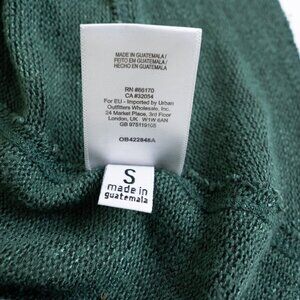 MADE IN GUATEMALA /
FEITO EM GUATEMALA /
HECHO EN GUATEMALA
RN #66170
CA #32054
For EU - Imported by Urban
Outfitters Wholesale, Inc.
24 Market Place, 3rd Floor
London, UK W1W 8AN
GB 975119105
OB422848A
S
made in
guatemala